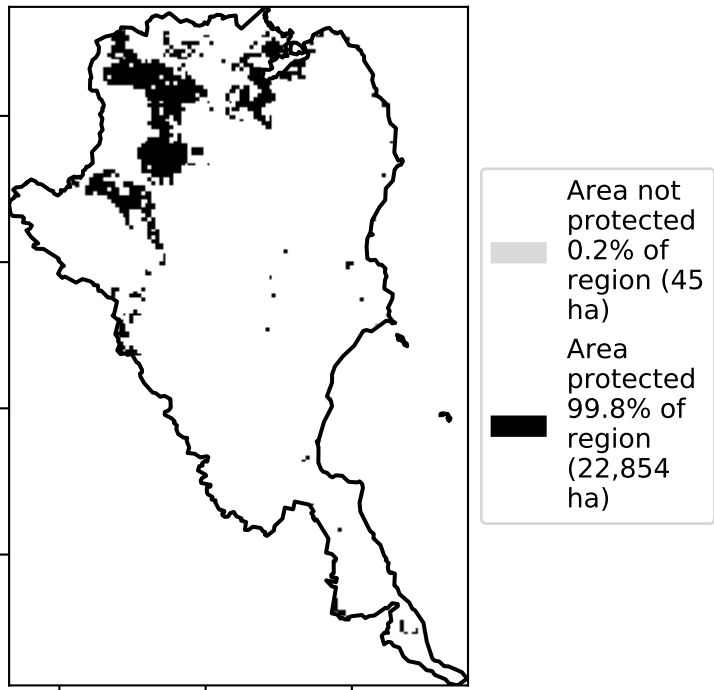 Area not
protected
0.2% of
region (45
ha)
Area
protected
99.8% of
region
(22,854
ha)